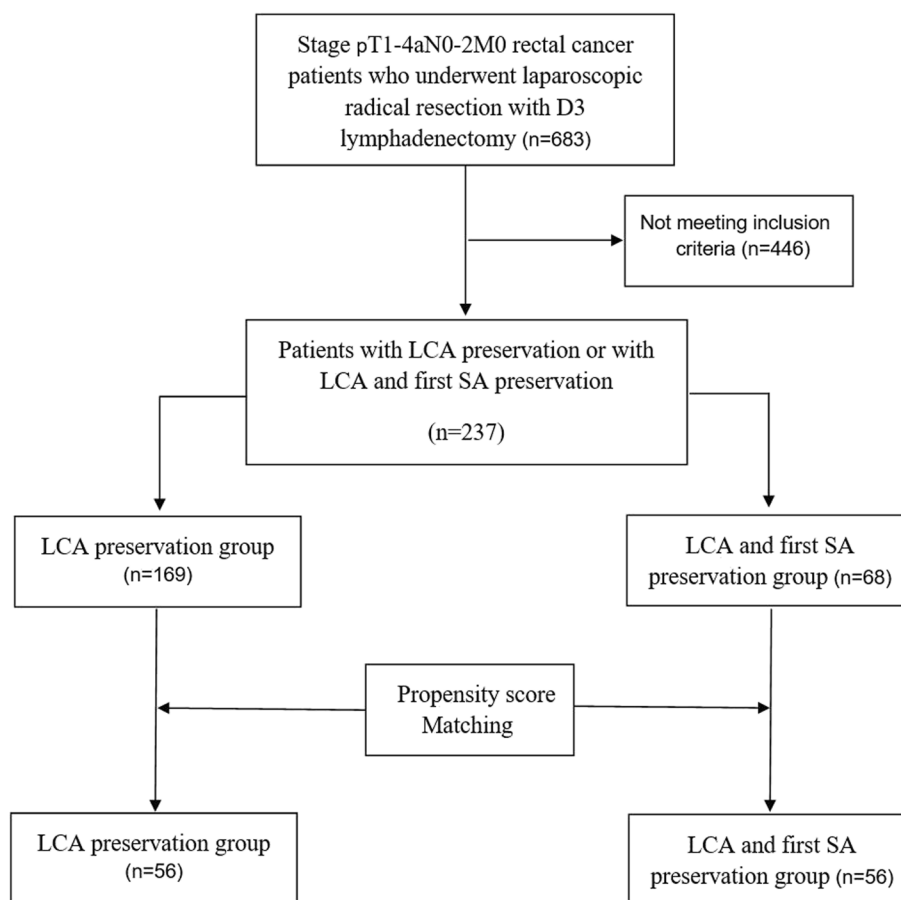 Stage pT1-4aN0-2M0 rectal cancer
patients who underwent laparoscopic
radical resection with D3
lymphadenectomy (n=683)
Not meeting inclusion
criteria (n=446)
Patients with LCA preservation or with
LCA and first SA preservation
(n=237)
LCA preservation group
(n=169)
LCA and first SA
preservation group (n=68)
Propensity score
Matching
LCA preservation group
(n=56)
LCA and first SA
preservation group (n=56)